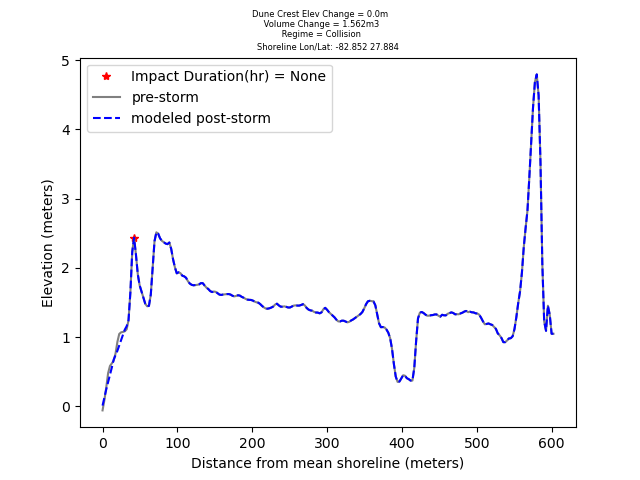 Dune Crest Elev Change = 0.0m
Volume Change = 1.562m3
Regime = Collision
Shoreline Lon/Lat: -82.852 27.884
Impact Duration(hr) = None
pre-storm
modeled post-storm
Elevation (meters)
5
4
3
2
1
0
0 100 200 300 400 500 600
Distance from mean shoreline (meters)